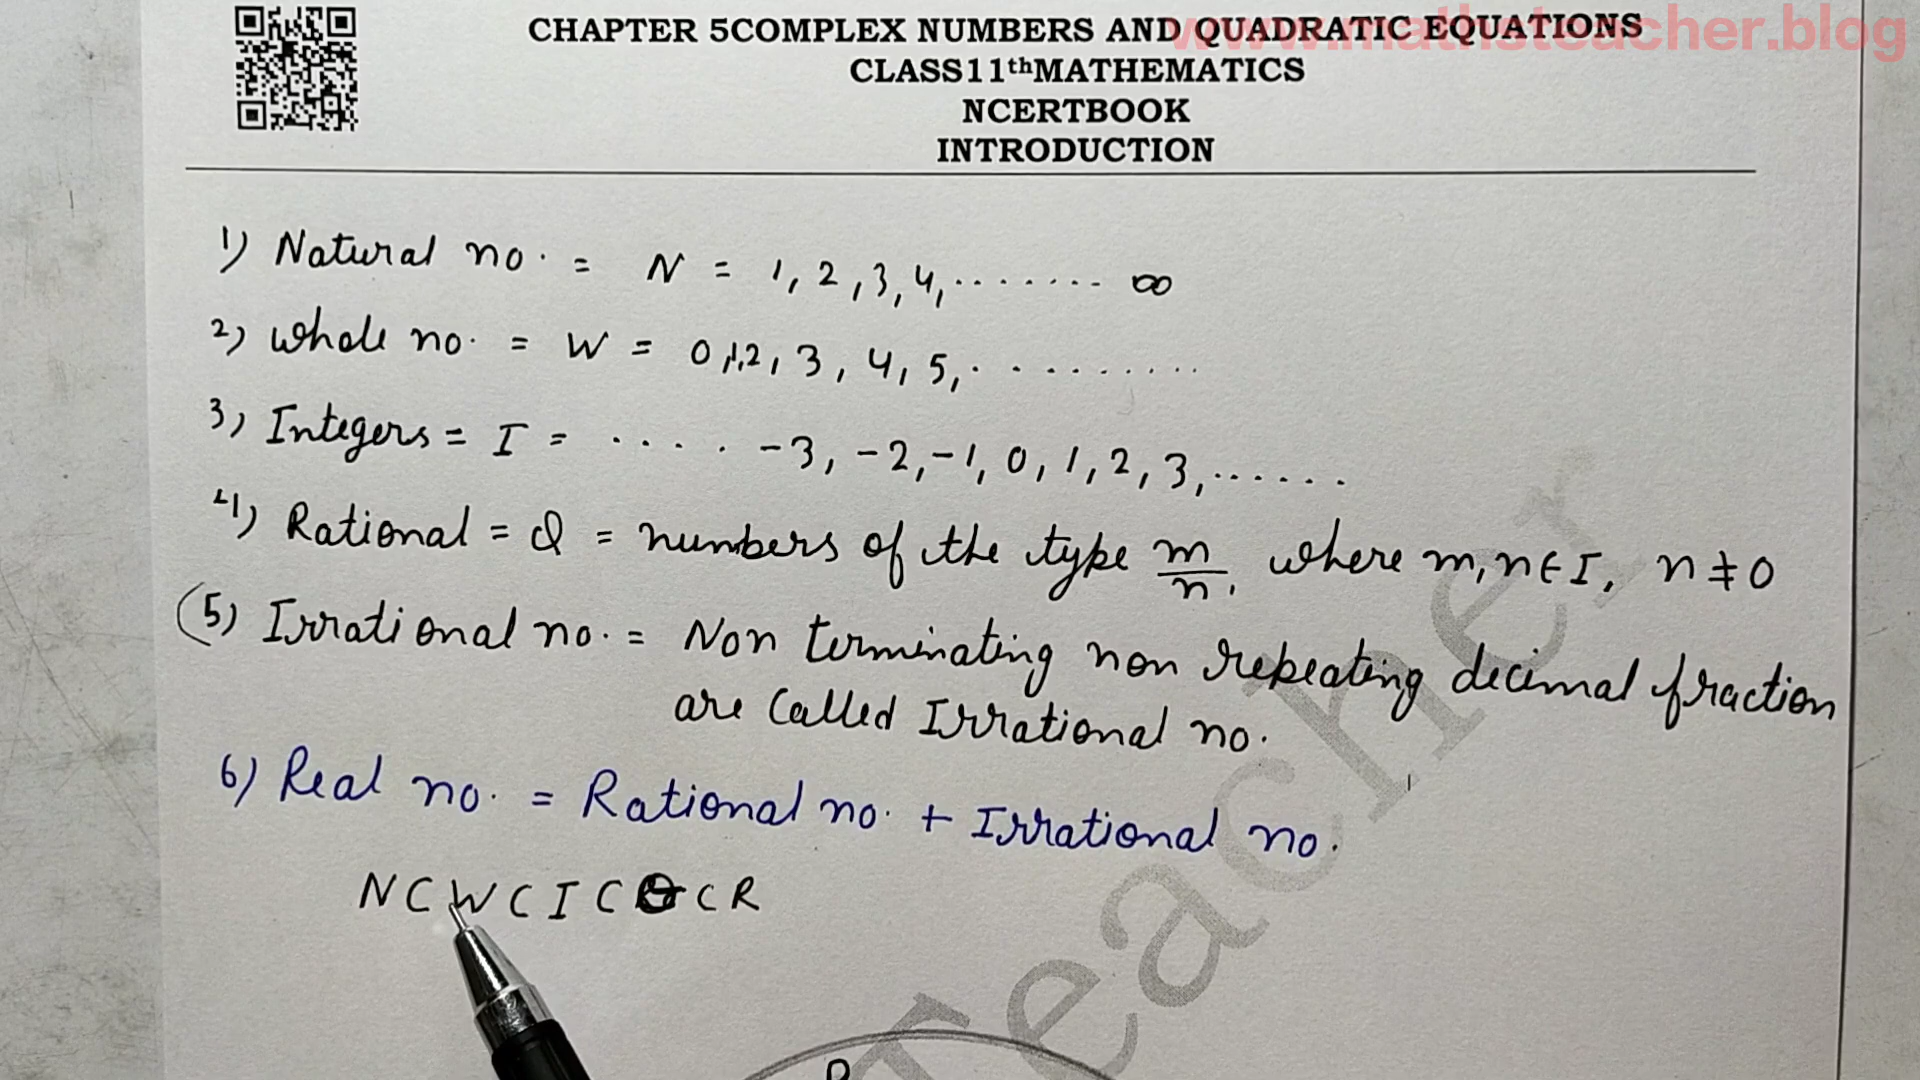 www.mathsteacher.blog
CHAPTER 5COMPLEX NUMBERS AND QUADRATIC EQUATIONS
CLASS11thMATHEMATICS
NCERTBOOK
INTRODUCTION
1) Natural no. = N = 1, 2, 3, 4, ........ ∞
2) Whole no. = W = 0, 1, 2, 3, 4, 5, ..........
3) Integers = I = ..... -3, -2, -1, 0, 1, 2, 3, ......
4) Rational = Q = numbers of the type m/n, where m, n ∈ I, n ≠ 0
(5) Irrational no. = Non terminating non repeating decimal fraction
are called Irrational no.
6) Real no. = Rational no. + Irrational no.
N ⊂ W ⊂ I ⊂ Q ⊂ R
Teacher
R